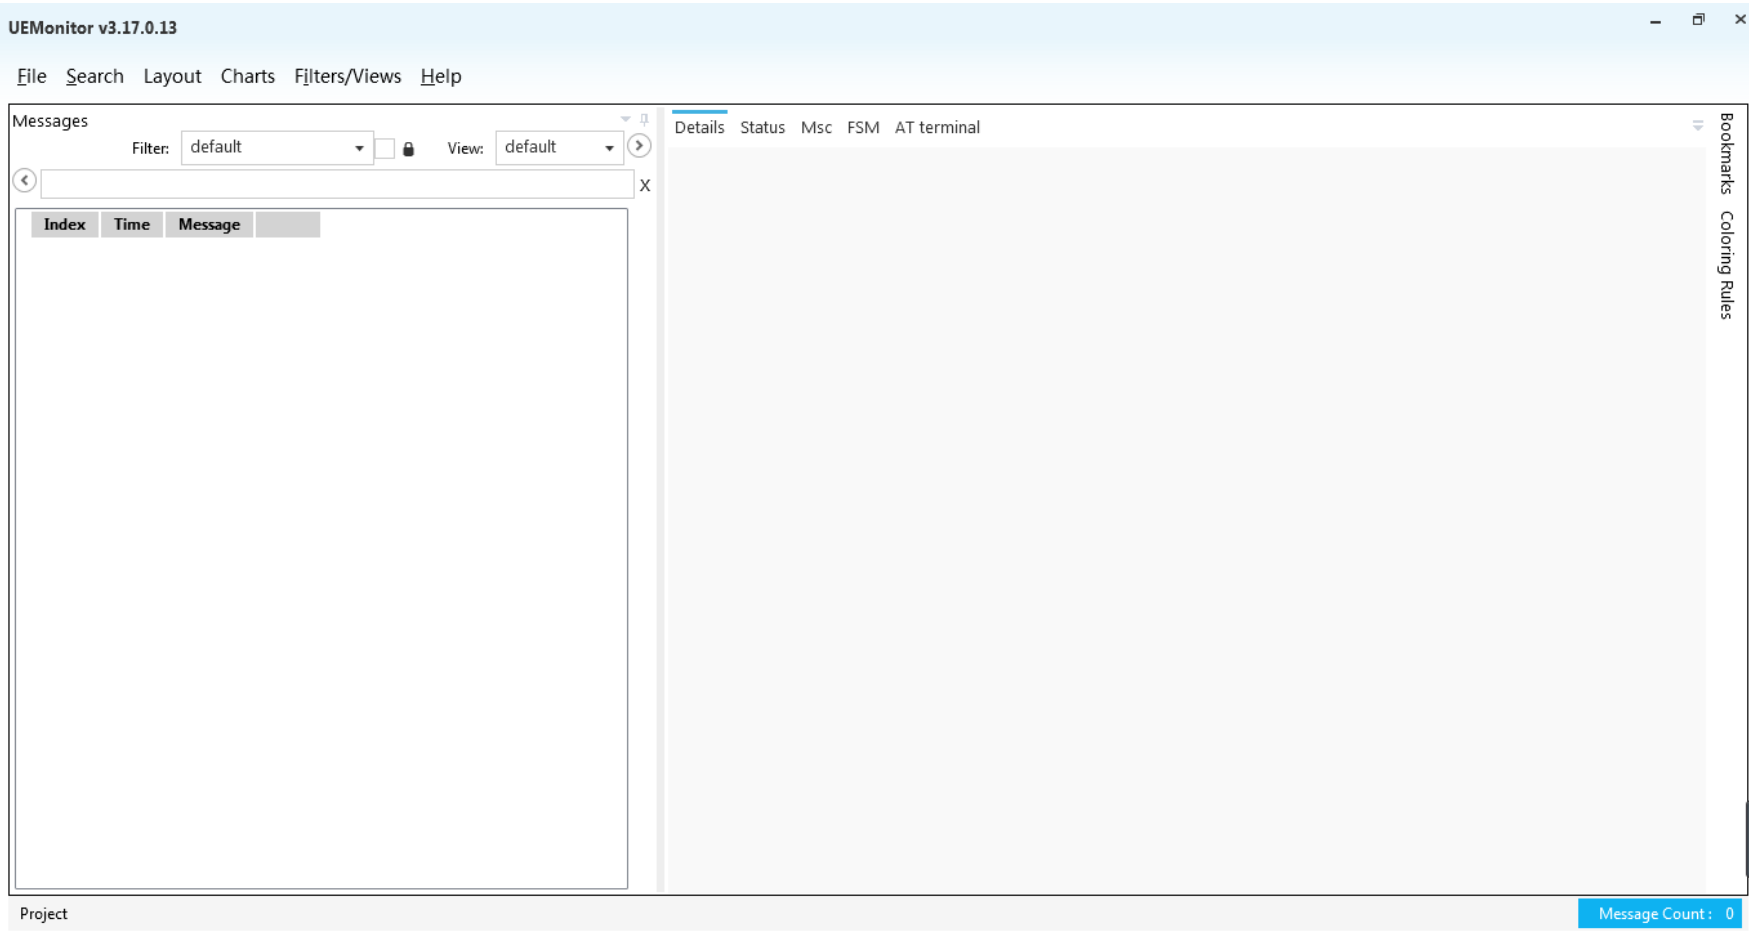 UEMonitor v3.17.0.13
File Search Layout Charts Filters/Views Help
Messages
Filter: default View: default
X
Index Time Message
Details Status Msc FSM AT terminal
Bookmarks Coloring Rules
Project
Message Count : 0